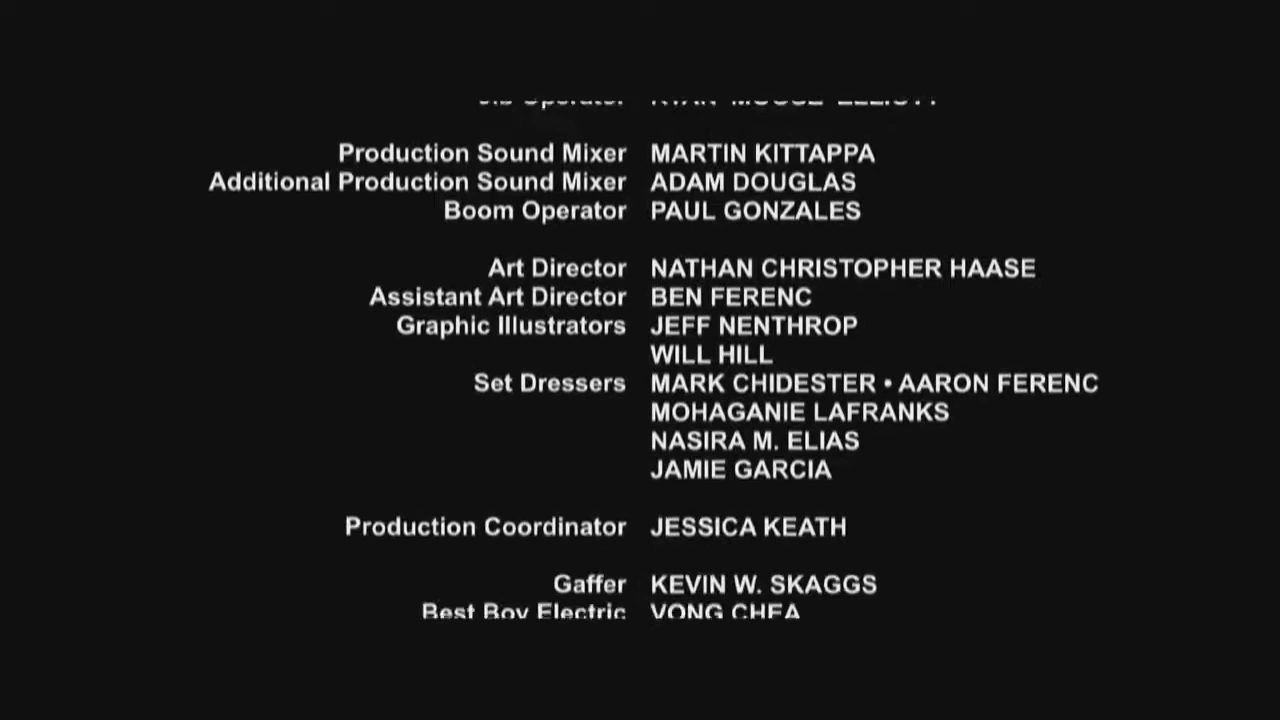 Production Sound Mixer MARTIN KITTAPPA
Additional Production Sound Mixer ADAM DOUGLAS
Boom Operator PAUL GONZALES
Art Director NATHAN CHRISTOPHER HAASE
Assistant Art Director BEN FERENC
Graphic Illustrators JEFF NENTHROP
WILL HILL
Set Dressers MARK CHIDESTER • AARON FERENC
MOHAGANIE LAFRANKS
NASIRA M. ELIAS
JAMIE GARCIA
Production Coordinator JESSICA KEATH
Gaffer KEVIN W. SKAGGS
Best Boy Electric VONG CHEA